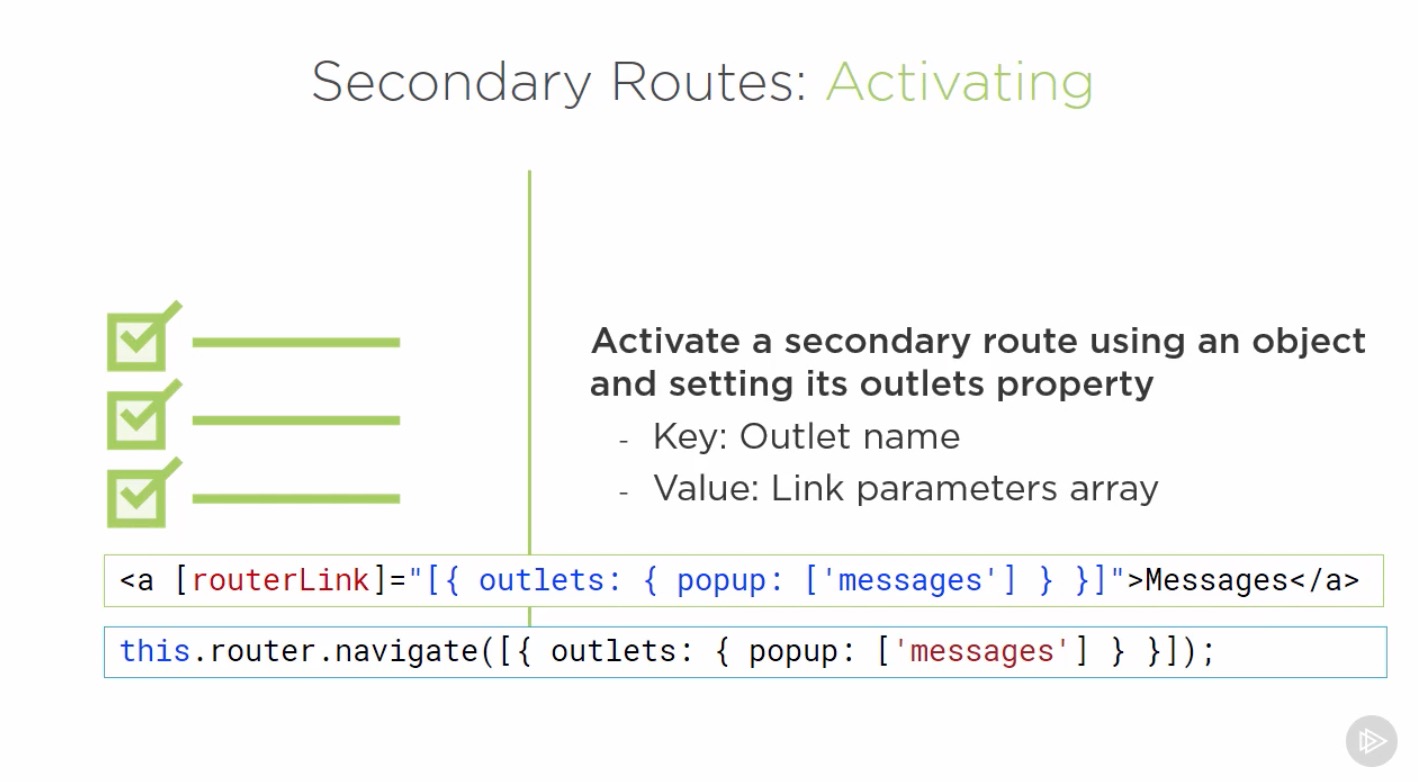 Secondary Routes: Activating
Activate a secondary route using an object
and setting its outlets property
- Key: Outlet name
- Value: Link parameters array
<a [routerLink]="[{ outlets: { popup: ['messages'] } }]">Messages</a>
this.router.navigate([{ outlets: { popup: ['messages'] } }]);